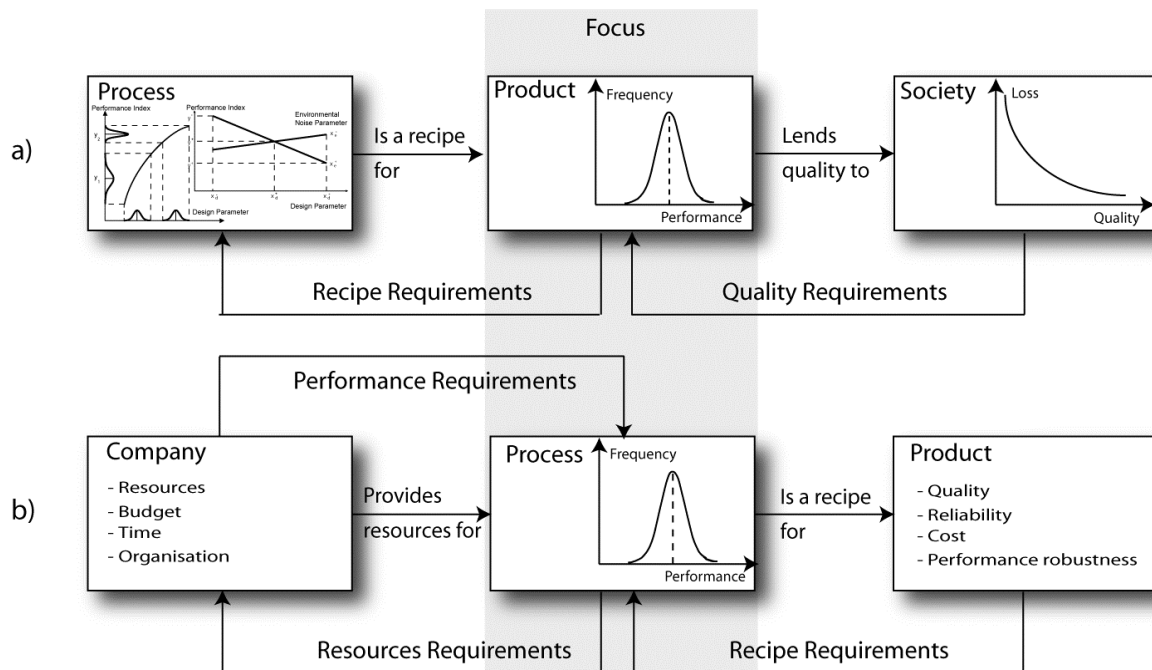 Focus
a)
Process
Performance Index
y₂
y₁
Design Parameter
Performance Index
Environmental
Noise Parameter
Design Parameter
Is a recipe
for
Product
Frequency
Performance
Lends
quality to
Society
Loss
Quality
Recipe Requirements
Quality Requirements
b)
Performance Requirements
Company
- Resources
- Budget
- Time
- Organisation
Provides
resources for
Process
Frequency
Performance
Is a recipe
for
Product
- Quality
- Reliability
- Cost
- Performance robustness
Resources Requirements
Recipe Requirements